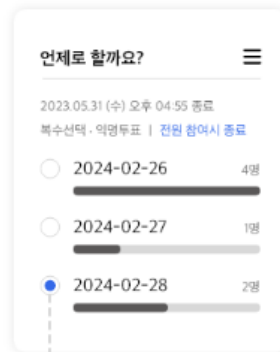 언제로 할까요?
2023.05.31 (수) 오후 04:55 종료
복수선택 · 익명투표 | 전원 참여시 종료
2024-02-26 4명
2024-02-27 1명
2024-02-28 2명